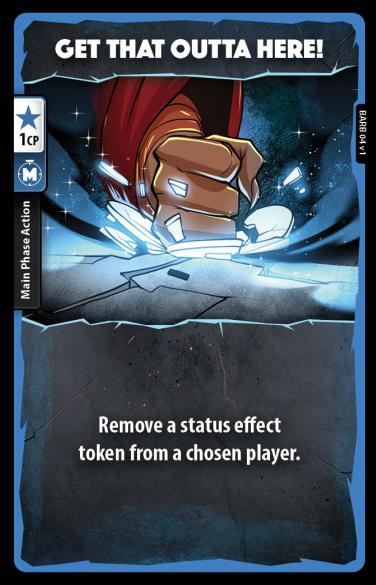 GET THAT OUTTA HERE!
1CP
M
Main Phase Action
BARB 04 v1
Remove a status effect
token from a chosen player.